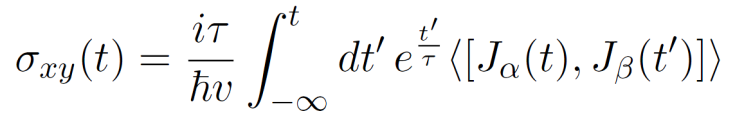 σ_{xy}(t) = \frac{iτ}{ħv} \int_{-∞}^{t} dt' e^{\frac{t'}{τ}} ⟨[J_α(t), J_β(t')]⟩